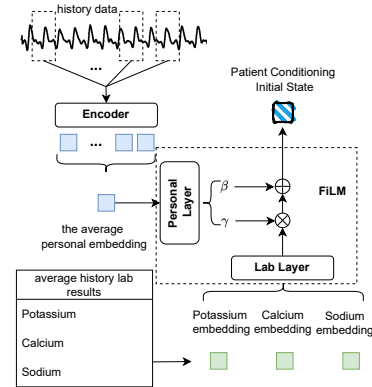 history data
...
Encoder
...
the average
personal embedding
Patient Conditioning
Initial State
Personal
Layer
β
γ
FiLM
Lab Layer
average history lab
results
Potassium
Calcium
Sodium
Potassium
embedding
Calcium
embedding
Sodium
embedding